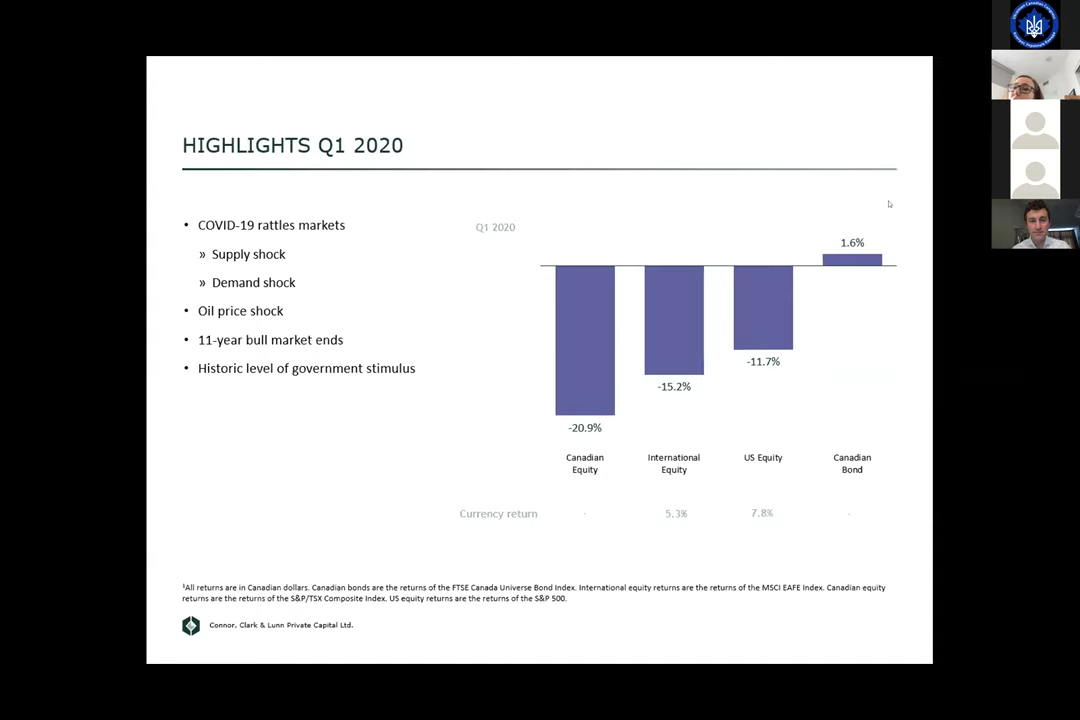 HIGHLIGHTS Q1 2020
• COVID-19 rattles markets
» Supply shock
» Demand shock
• Oil price shock
• 11-year bull market ends
• Historic level of government stimulus
Q1 2020
1.6%
-11.7%
-15.2%
-20.9%
Canadian
Equity
International
Equity
US Equity
Canadian
Bond
Currency return - 5.3% 7.8% -
¹All returns are in Canadian dollars. Canadian bonds are the returns of the FTSE Canada Universe Bond Index. International equity returns are the returns of the MSCI EAFE Index. Canadian equity
returns are the returns of the S&P/TSX Composite Index. US equity returns are the returns of the S&P 500.
Connor, Clark & Lunn Private Capital Ltd.